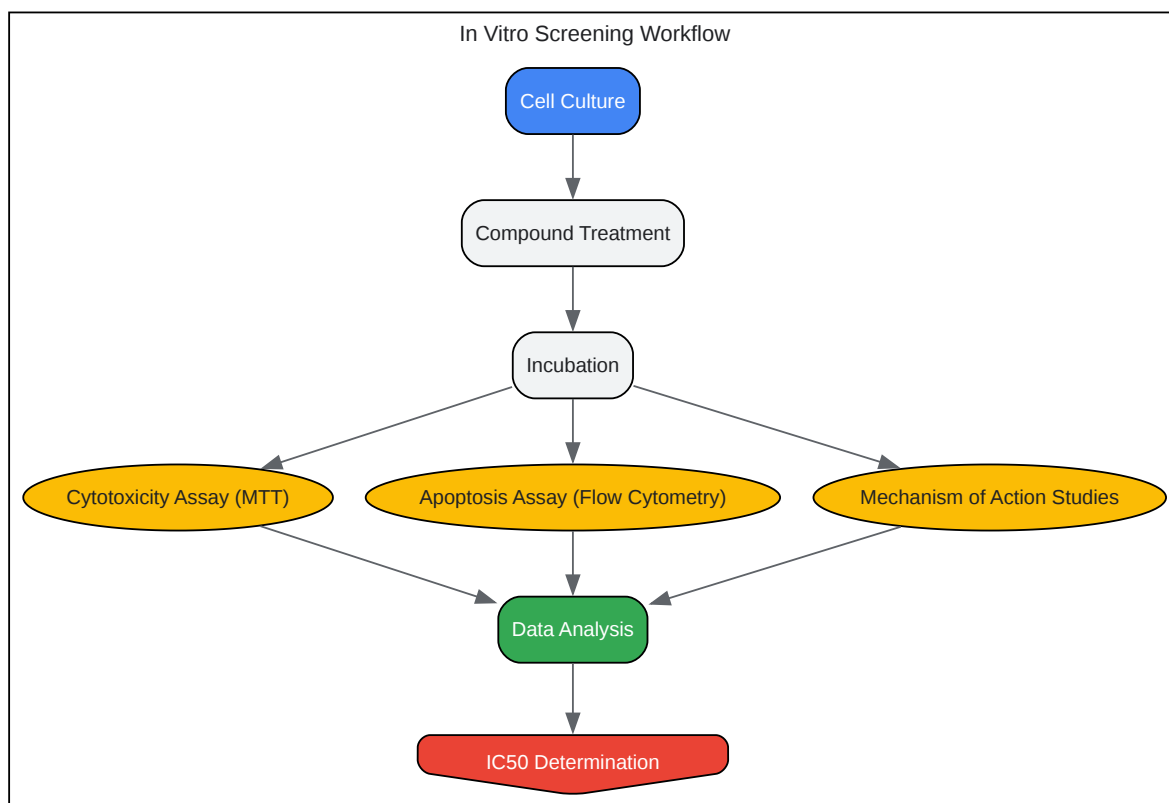 In Vitro Screening Workflow
Cell Culture
Compound Treatment
Incubation
Cytotoxicity Assay (MTT)
Apoptosis Assay (Flow Cytometry)
Mechanism of Action Studies
Data Analysis
IC50 Determination